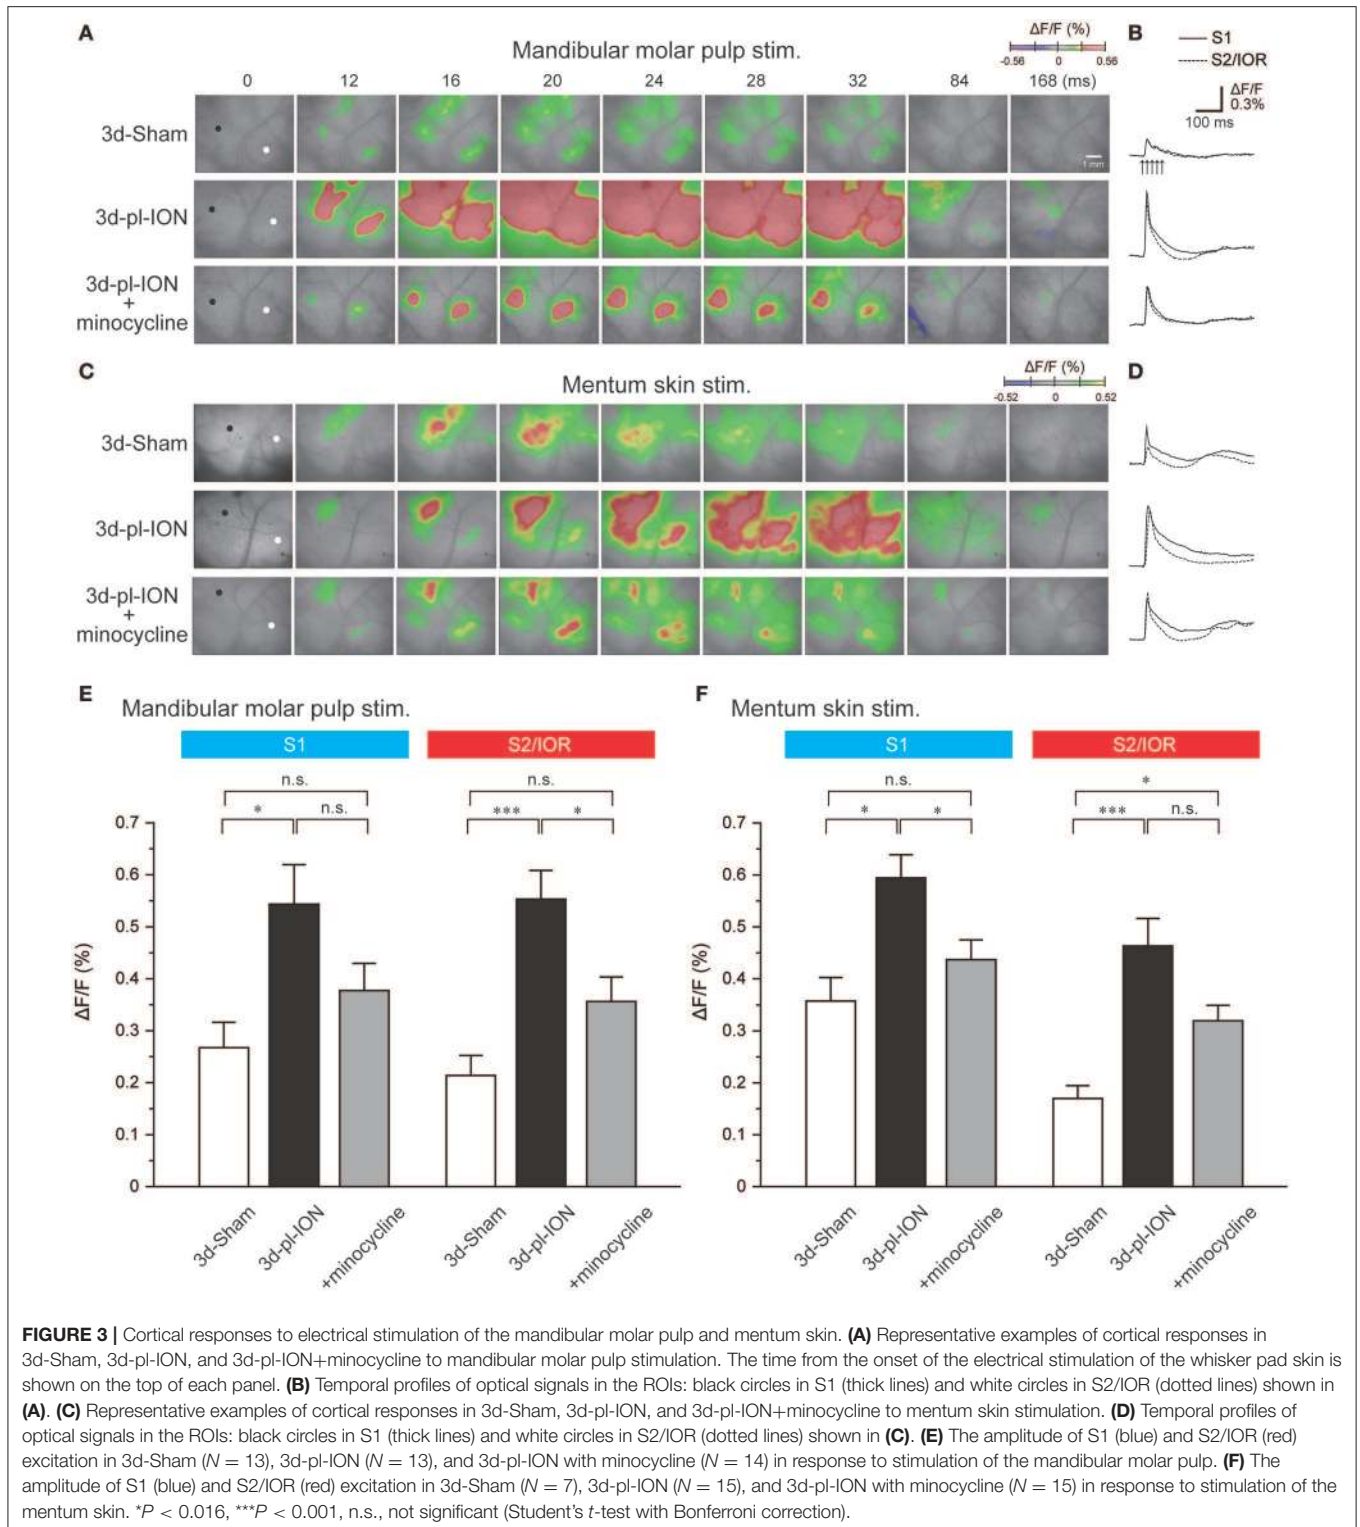 A
Mandibular molar pulp stim.
ΔF/F (%)
-0.56 0 0.56
B
S1
S2/IOR
0 12 16 20 24 28 32 84 168 (ms)
ΔF/F
0.3%
100 ms
3d-Sham
1 mm
3d-pl-ION
3d-pl-ION
+
minocycline
C
Mentum skin stim.
ΔF/F (%)
-0.52 0 0.52
D
3d-Sham
3d-pl-ION
3d-pl-ION
+
minocycline
E
Mandibular molar pulp stim.
S1 S2/IOR
n.s. n.s.
* n.s. *** *
0.7
0.6
0.5
0.4
0.3
0.2
0.1
0
ΔF/F (%)
3d-Sham 3d-pl-ION +minocycline 3d-Sham 3d-pl-ION +minocycline
F
Mentum skin stim.
S1 S2/IOR
n.s. *
* * *** n.s.
0.7
0.6
0.5
0.4
0.3
0.2
0.1
0
ΔF/F (%)
3d-Sham 3d-pl-ION +minocycline 3d-Sham 3d-pl-ION +minocycline
FIGURE 3 | Cortical responses to electrical stimulation of the mandibular molar pulp and mentum skin. (A) Representative examples of cortical responses in
3d-Sham, 3d-pl-ION, and 3d-pl-ION+minocycline to mandibular molar pulp stimulation. The time from the onset of the electrical stimulation of the whisker pad skin is
shown on the top of each panel. (B) Temporal profiles of optical signals in the ROIs: black circles in S1 (thick lines) and white circles in S2/IOR (dotted lines) shown in
(A). (C) Representative examples of cortical responses in 3d-Sham, 3d-pl-ION, and 3d-pl-ION+minocycline to mentum skin stimulation. (D) Temporal profiles of
optical signals in the ROIs: black circles in S1 (thick lines) and white circles in S2/IOR (dotted lines) shown in (C). (E) The amplitude of S1 (blue) and S2/IOR (red)
excitation in 3d-Sham (N = 13), 3d-pl-ION (N = 13), and 3d-pl-ION with minocycline (N = 14) in response to stimulation of the mandibular molar pulp. (F) The
amplitude of S1 (blue) and S2/IOR (red) excitation in 3d-Sham (N = 7), 3d-pl-ION (N = 15), and 3d-pl-ION with minocycline (N = 15) in response to stimulation of the
mentum skin. *P < 0.016, ***P < 0.001, n.s., not significant (Student's t-test with Bonferroni correction).